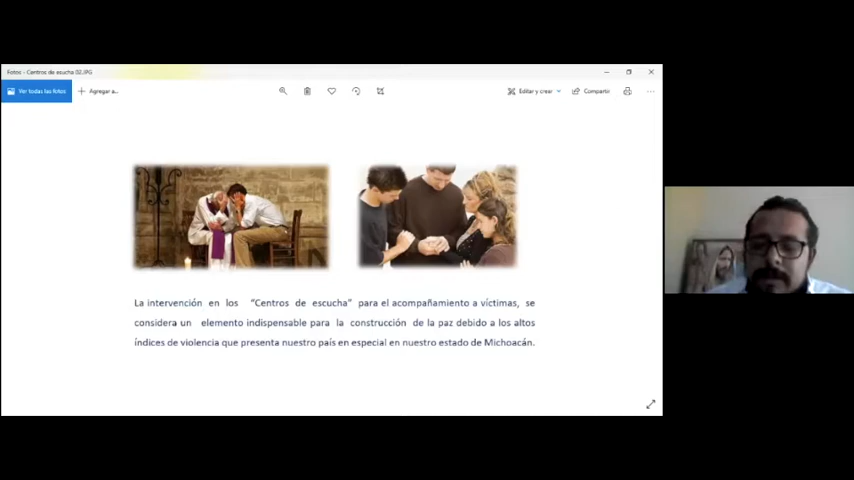 Fotos - Centros de escucha 02.JPG
Ver todas las fotos
Agregar a...
Editar y crear
Compartir
La intervención en los "Centros de escucha" para el acompañamiento a víctimas, se
considera un elemento indispensable para la construcción de la paz debido a los altos
índices de violencia que presenta nuestro país en especial en nuestro estado de Michoacán.